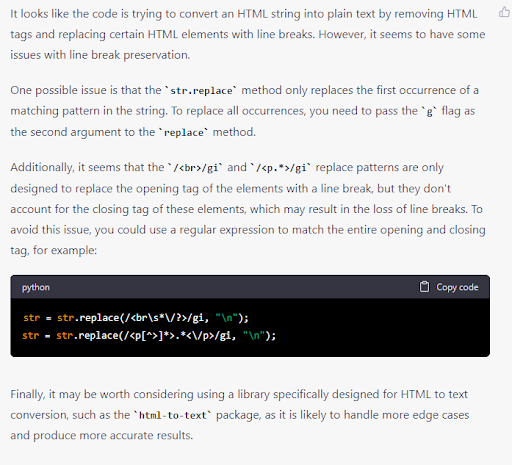 It looks like the code is trying to convert an HTML string into plain text by removing HTML
tags and replacing certain HTML elements with line breaks. However, it seems to have some
issues with line break preservation.
One possible issue is that the `str.replace` method only replaces the first occurrence of a
matching pattern in the string. To replace all occurrences, you need to pass the `g` flag as
the second argument to the `replace` method.
Additionally, it seems that the `/<br>/gi` and `/<p.*>/gi` replace patterns are only
designed to replace the opening tag of the elements with a line break, but they don't
account for the closing tag of these elements, which may result in the loss of line breaks. To
avoid this issue, you could use a regular expression to match the entire opening and closing
tag, for example:
python Copy code
str = str.replace(/<br\s*\/?>/gi, "\n");
str = str.replace(/<p[^>]*>.*<\/p>/gi, "\n");
Finally, it may be worth considering using a library specifically designed for HTML to text
conversion, such as the `html-to-text` package, as it is likely to handle more edge cases
and produce more accurate results.